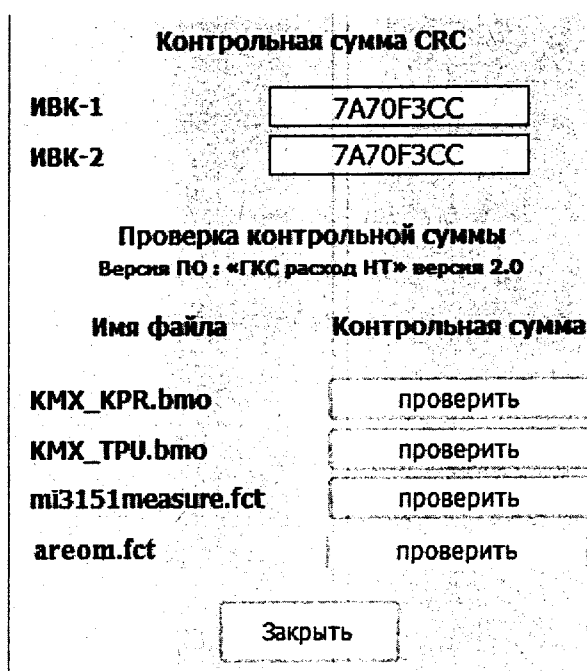 Контрольная сумма CRC
ИВК-1 7A70F3CC
ИВК-2 7A70F3CC
Проверка контрольной суммы
Версия ПО : «ГКС расход НТ» версия 2.0
Имя файла Контрольная сумма
KMX_KPR.bmo проверить
KMX_TPU.bmo проверить
mi3151measure.fct проверить
areom.fct проверить
Закрыть